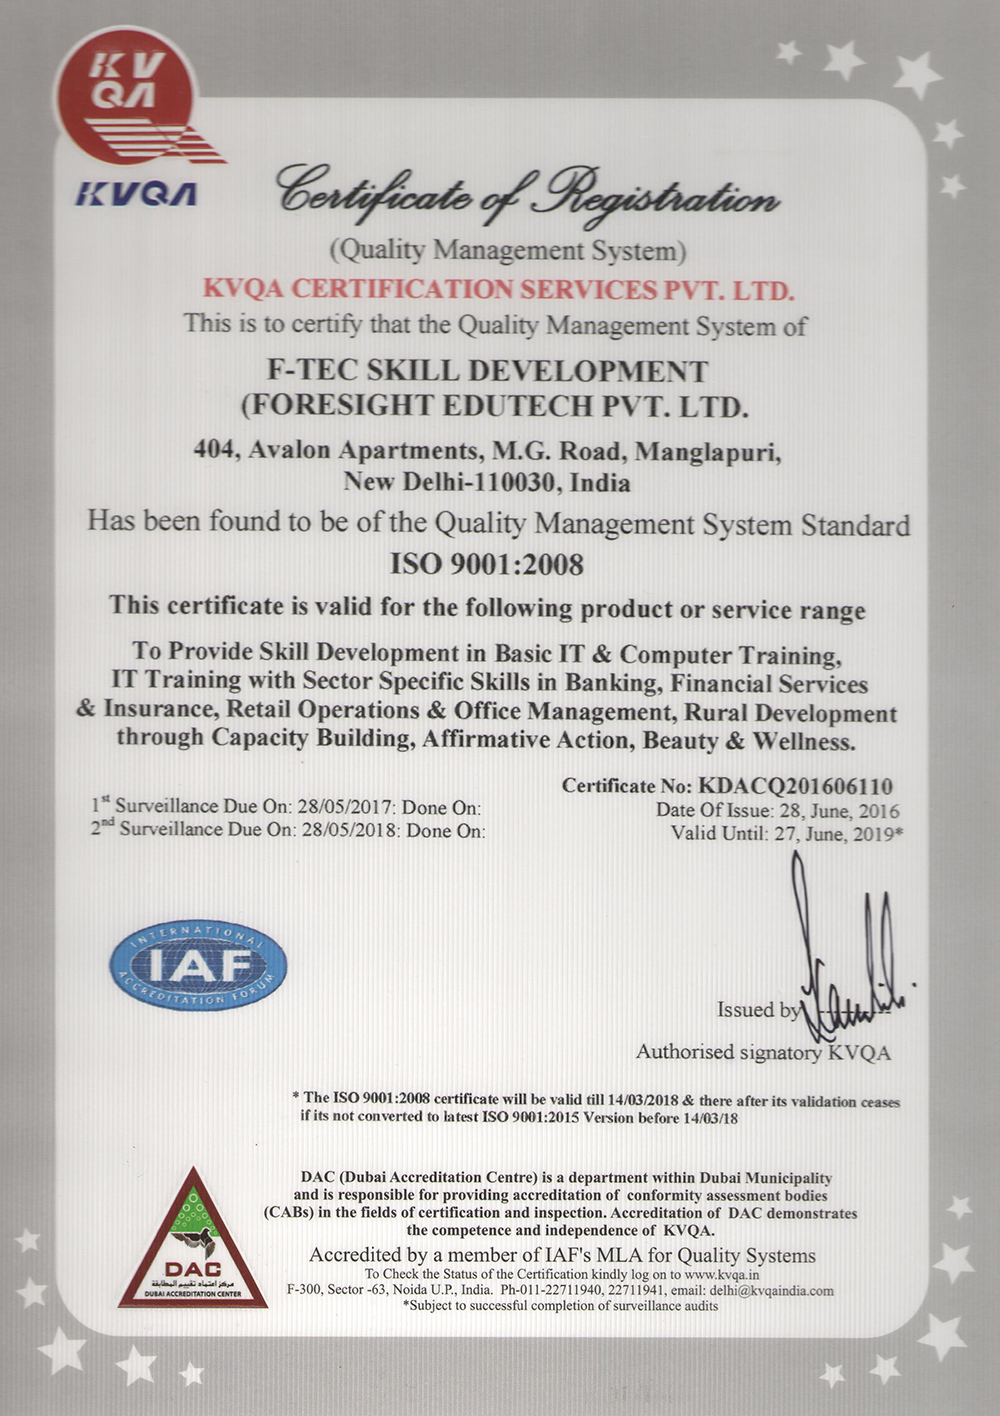 KV
QA
KVQA
Certificate of Registration
(Quality Management System)
KVQA CERTIFICATION SERVICES PVT. LTD.
This is to certify that the Quality Management System of
F-TEC SKILL DEVELOPMENT
(FORESIGHT EDUTECH PVT. LTD.
404, Avalon Apartments, M.G. Road, Manglapuri,
New Delhi-110030, India
Has been found to be of the Quality Management System Standard
ISO 9001:2008
This certificate is valid for the following product or service range
To Provide Skill Development in Basic IT & Computer Training,
IT Training with Sector Specific Skills in Banking, Financial Services
& Insurance, Retail Operations & Office Management, Rural Development
through Capacity Building, Affirmative Action, Beauty & Wellness.
Certificate No: KDACQ201606110
1st Surveillance Due On: 28/05/2017: Done On:
Date Of Issue: 28, June, 2016
2nd Surveillance Due On: 28/05/2018: Done On:
Valid Until: 27, June, 2019*
INTERNATIONAL
IAF
ACCREDITATION FORUM
Issued by
Authorised signatory KVQA
* The ISO 9001:2008 certificate will be valid till 14/03/2018 & there after its validation ceases
if its not converted to latest ISO 9001:2015 Version before 14/03/18
DAC (Dubai Accreditation Centre) is a department within Dubai Municipality
and is responsible for providing accreditation of conformity assessment bodies
(CABs) in the fields of certification and inspection. Accreditation of DAC demonstrates
the competence and independence of KVQA.
Accredited by a member of IAF's MLA for Quality Systems
To Check the Status of the Certification kindly log on to www.kvqa.in
F-300, Sector -63, Noida U.P., India. Ph-011-22711940, 22711941, email: delhi@kvqaindia.com
*Subject to successful completion of surveillance audits
DAC
مركز اعتماد تقييم المطابقة
DUBAI ACCREDITATION CENTER